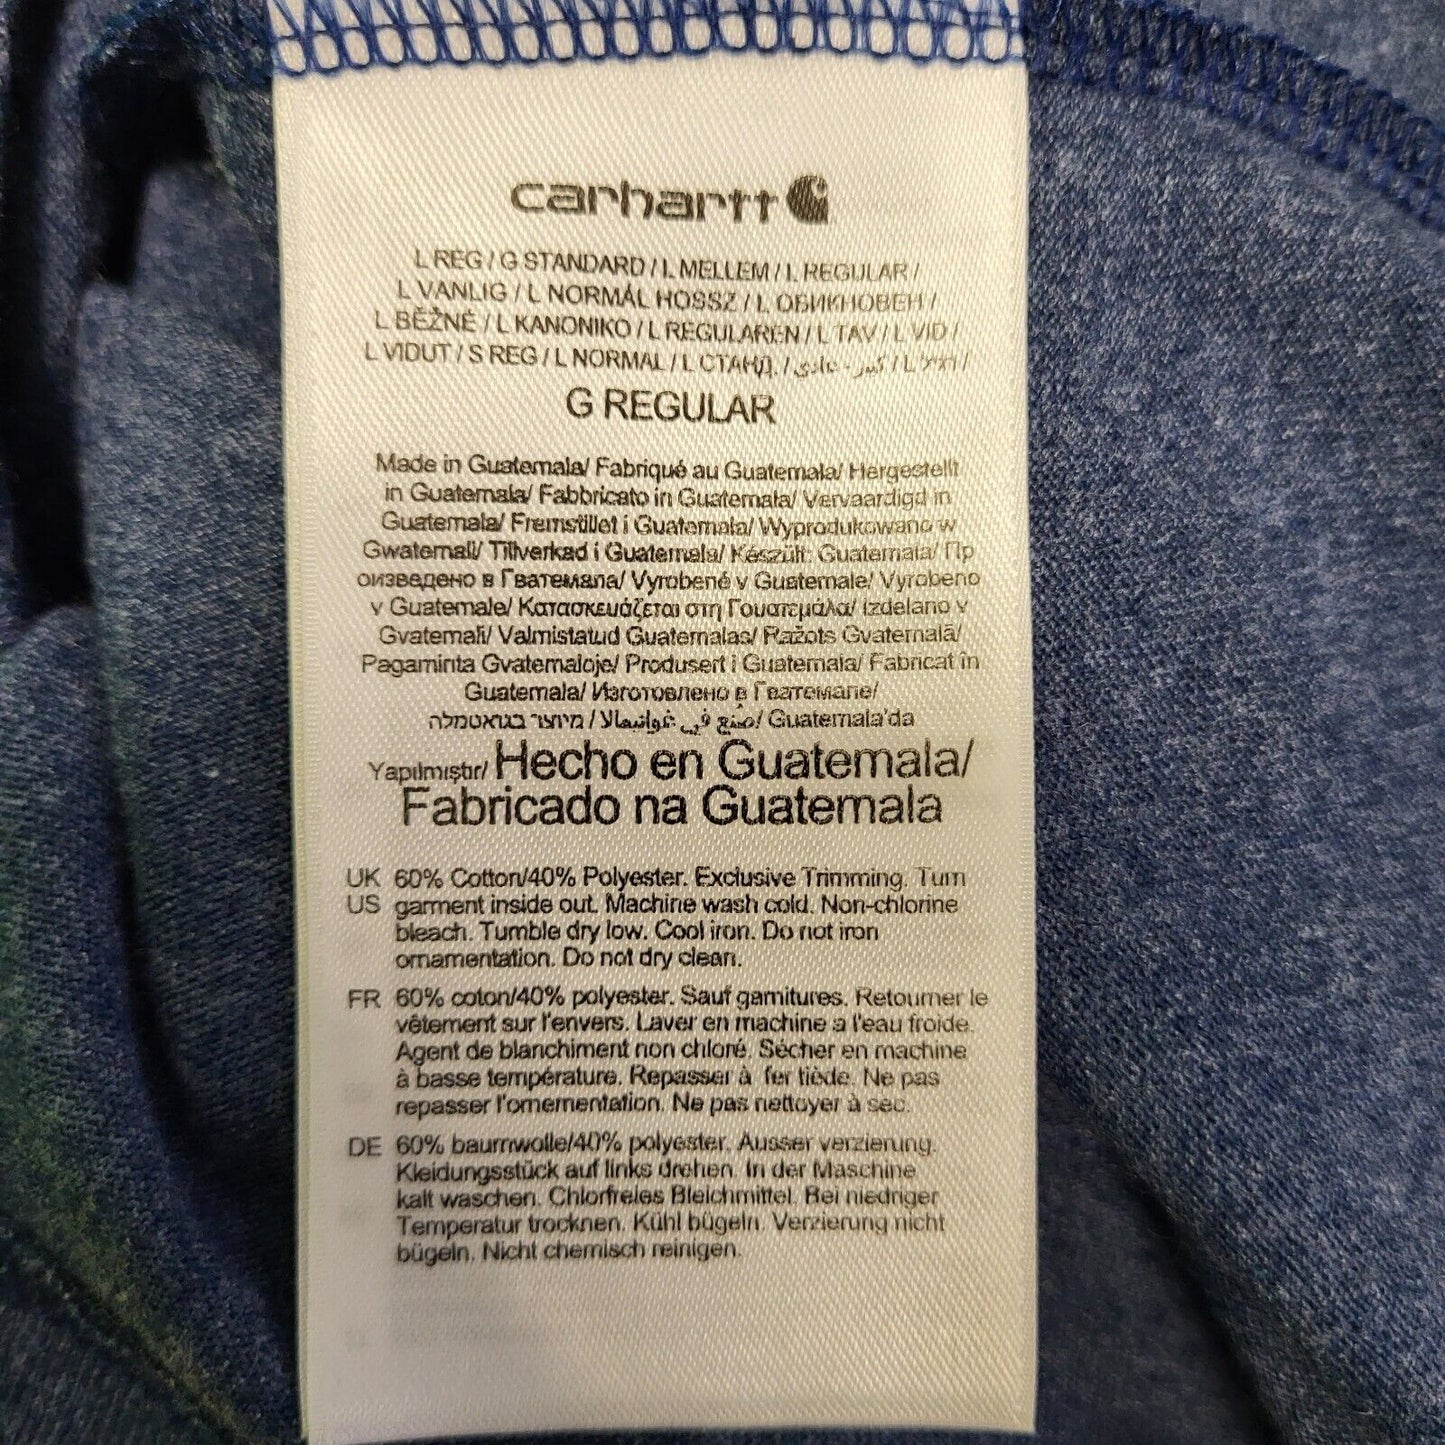 carhartt
L REG / G STANDARD / L MELLEM / L REGULAR /
L VANLIG / L NORMÁL HOSSZ / L ОБИКНОВЕН /
L BĚŽNÉ / L KANONIKO / L REGULAREN / L TAV / L VID /
L VIDUT / S REG / L NORMAL / L СТАНД. / كبير - عادي / L רגיל /
G REGULAR
Made in Guatemala/ Fabriqué au Guatemala/ Hergestellt
in Guatemala/ Fabbricato in Guatemala/ Vervaardigd in
Guatemala/ Fremstillet i Guatemala/ Wyprodukowano w
Gwatemali/ Tillverkad i Guatemala/ Készült: Guatemala/ Пр
оизведено в Гватемала/ Vyrobené v Guatemale/ Vyrobeno
v Guatemale/ Κατασκευάζεται στη Γουατεμάλα/ Izdelano v
Gvatemali/ Valmistatud Guatemalas/ Ražots Gvatemalā/
Pagaminta Gvatemaloje/ Produsert i Guatemala/ Fabricat în
Guatemala/ Изготовлено в Гватемале/
מיוצר בגואטמלה / صُنع في غواتيمالا/ Guatemala'da
Yapılmıştır/ Hecho en Guatemala/
Fabricado na Guatemala
UK 60% Cotton/40% Polyester. Exclusive Trimming. Turn
US garment inside out. Machine wash cold. Non-chlorine
bleach. Tumble dry low. Cool iron. Do not iron
ornamentation. Do not dry clean.
FR 60% coton/40% polyester. Sauf garnitures. Retourner le
vêtement sur l'envers. Laver en machine a l'eau froide.
Agent de blanchiment non chloré. Sécher en machine
à basse température. Repasser à fer tiède. Ne pas
repasser l'ornementation. Ne pas nettoyer à sec.
DE 60% baumwolle/40% polyester. Ausser verzierung.
Kleidungsstück auf links drehen. In der Maschine
kalt waschen. Chlorfreies Bleichmittel. Bei niedriger
Temperatur trocknen. Kühl bügeln. Verzierung nicht
bügeln. Nicht chemisch reinigen.